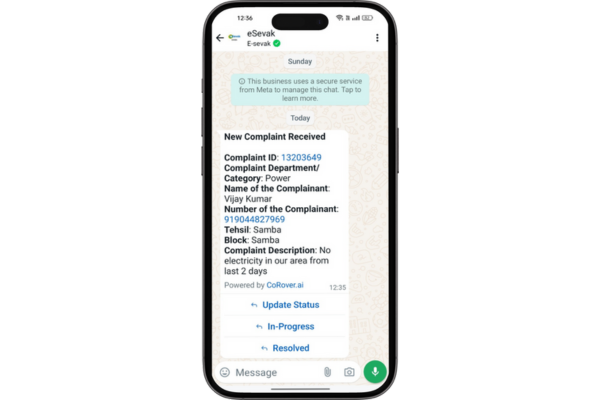 12:36
eSevak
E-sevak
Sunday
This business uses a secure service
from Meta to manage this chat. Tap to
learn more.
Today
New Complaint Received
Complaint ID: 13203649
Complaint Department/
Category: Power
Name of the Complainant:
Vijay Kumar
Number of the Complainant:
919044827969
Tehsil: Samba
Block: Samba
Complaint Description: No
electricity in our area from
last 2 days
Powered by CoRover.ai
12:35
Update Status
In-Progress
Resolved
Message